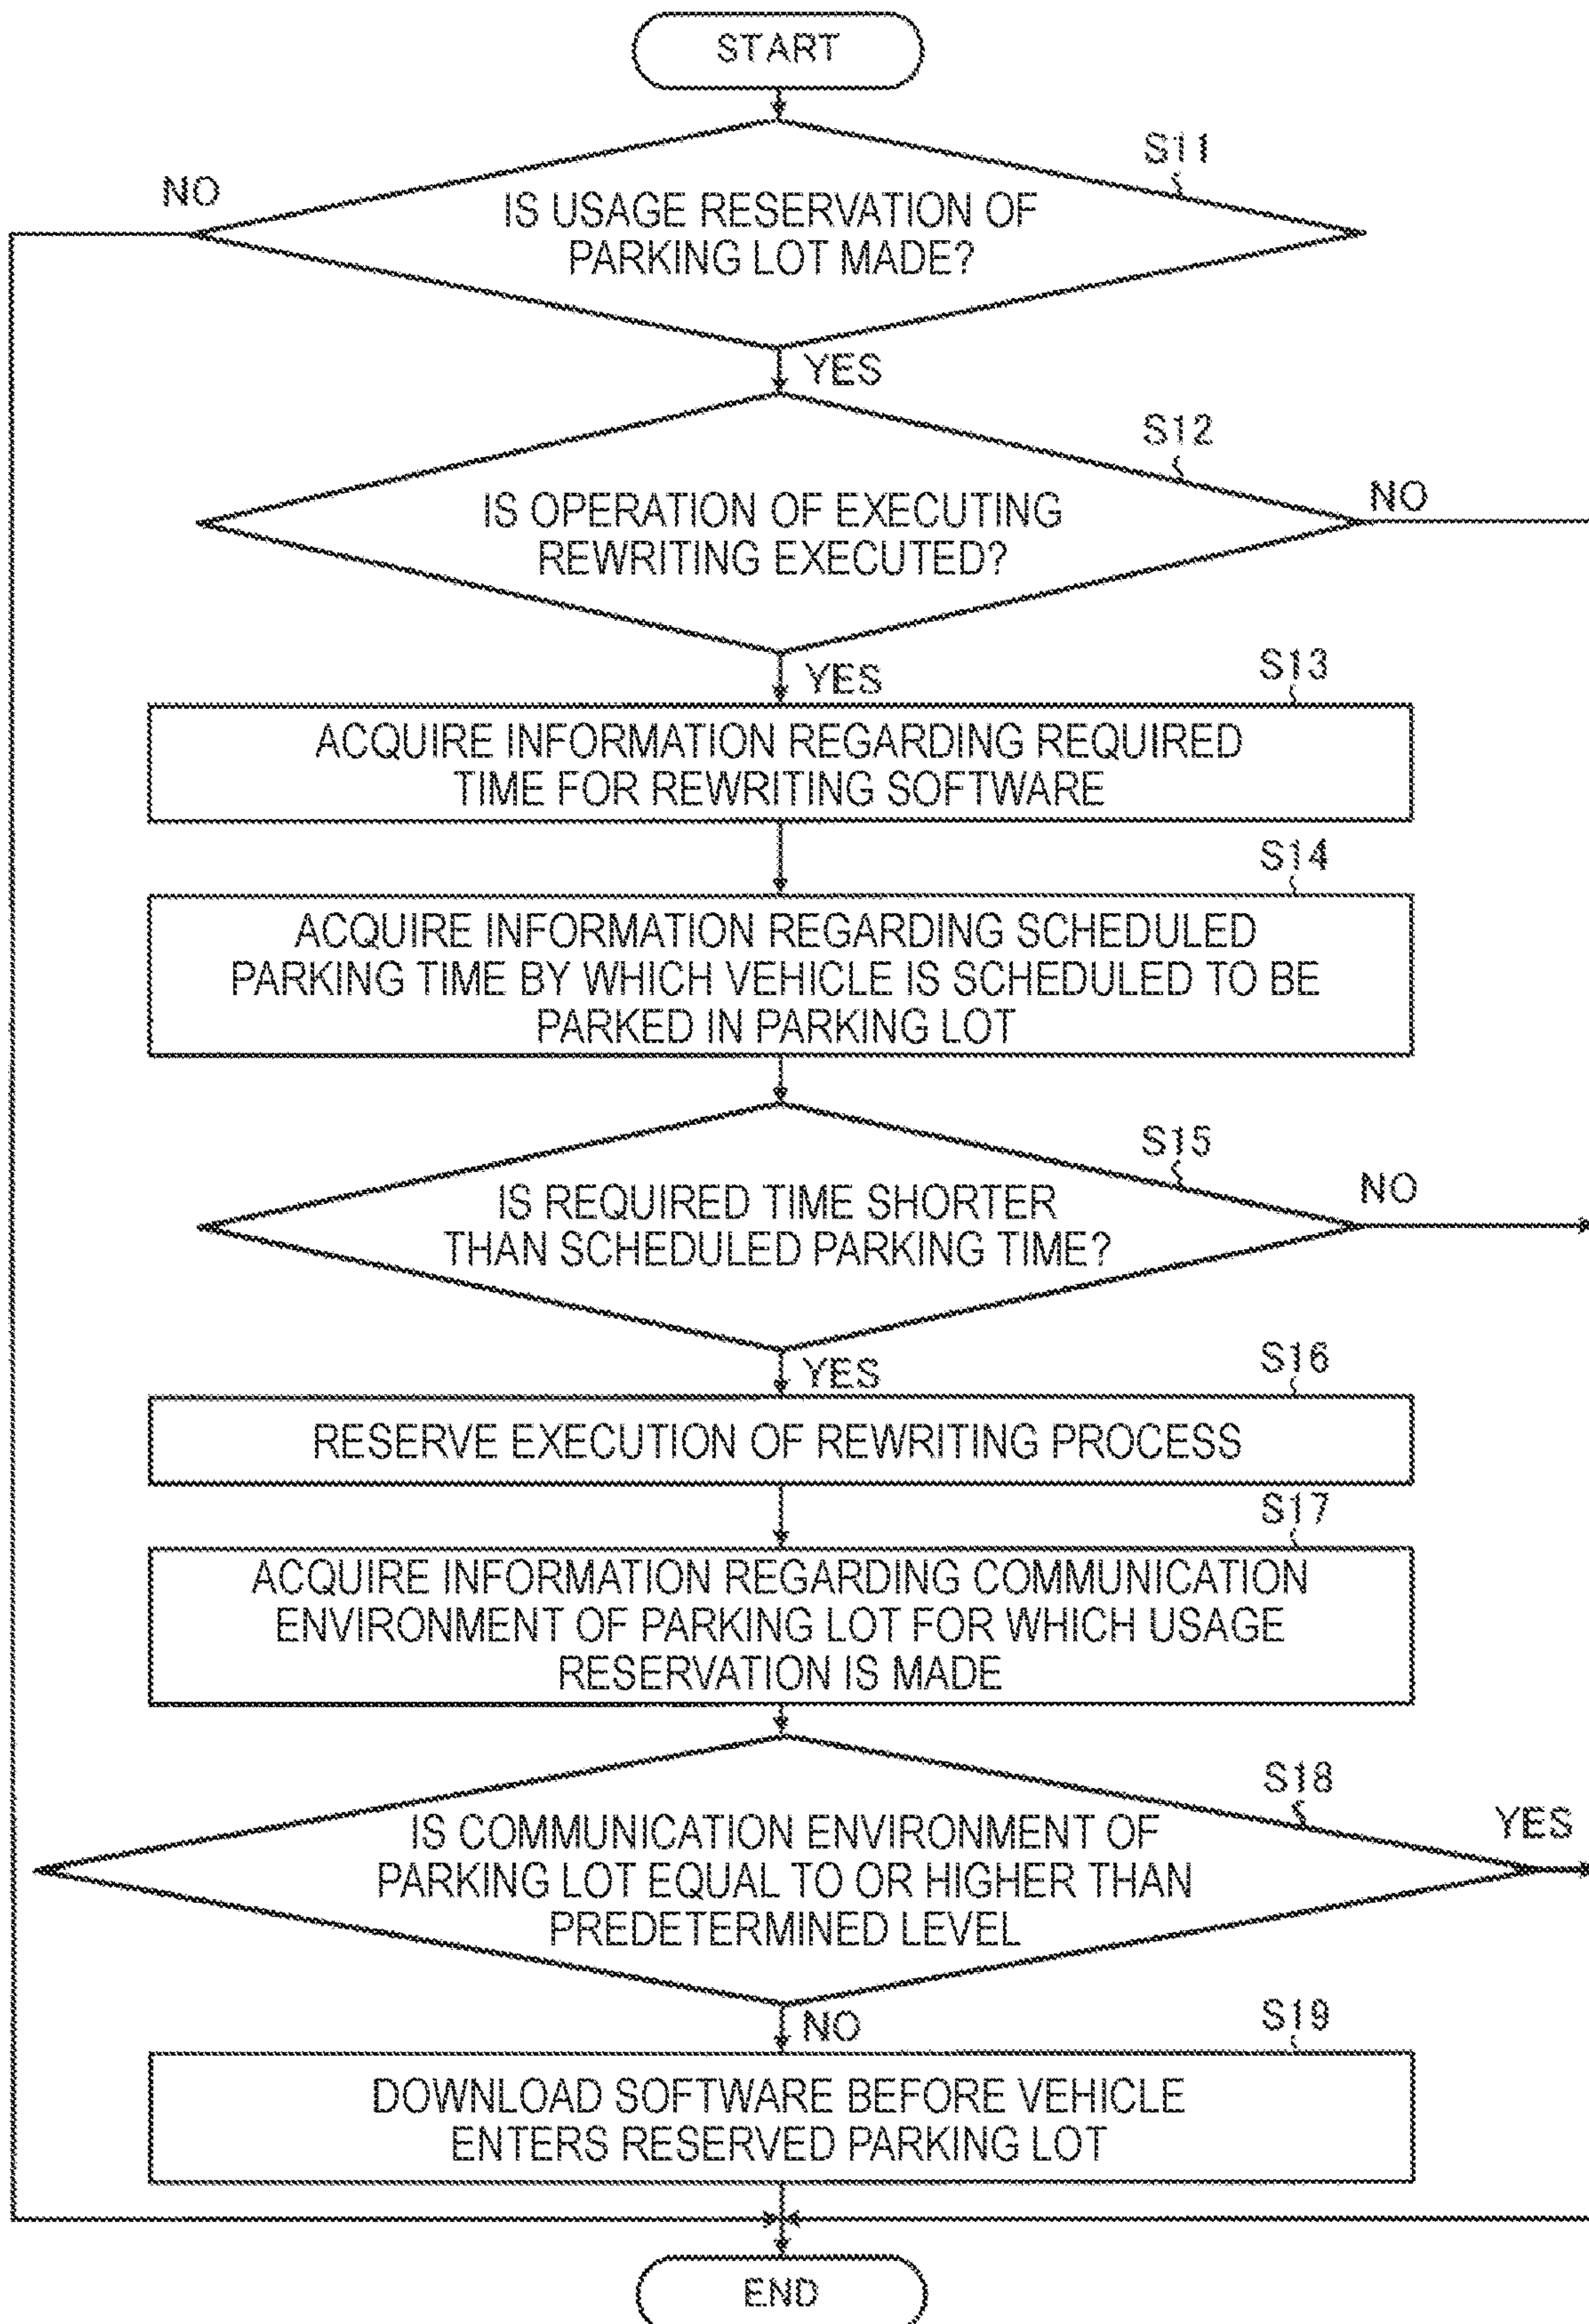 START
S11
NO
IS USAGE RESERVATION OF
PARKING LOT MADE?
YES
S12
NO
IS OPERATION OF EXECUTING
REWRITING EXECUTED?
YES
S13
ACQUIRE INFORMATION REGARDING REQUIRED
TIME FOR REWRITING SOFTWARE
S14
ACQUIRE INFORMATION REGARDING SCHEDULED
PARKING TIME BY WHICH VEHICLE IS SCHEDULED TO BE
PARKED IN PARKING LOT
S15
NO
IS REQUIRED TIME SHORTER
THAN SCHEDULED PARKING TIME?
YES
S16
RESERVE EXECUTION OF REWRITING PROCESS
S17
ACQUIRE INFORMATION REGARDING COMMUNICATION
ENVIRONMENT OF PARKING LOT FOR WHICH USAGE
RESERVATION IS MADE
S18
YES
IS COMMUNICATION ENVIRONMENT OF
PARKING LOT EQUAL TO OR HIGHER THAN
PREDETERMINED LEVEL
NO
S19
DOWNLOAD SOFTWARE BEFORE VEHICLE
ENTERS RESERVED PARKING LOT
END